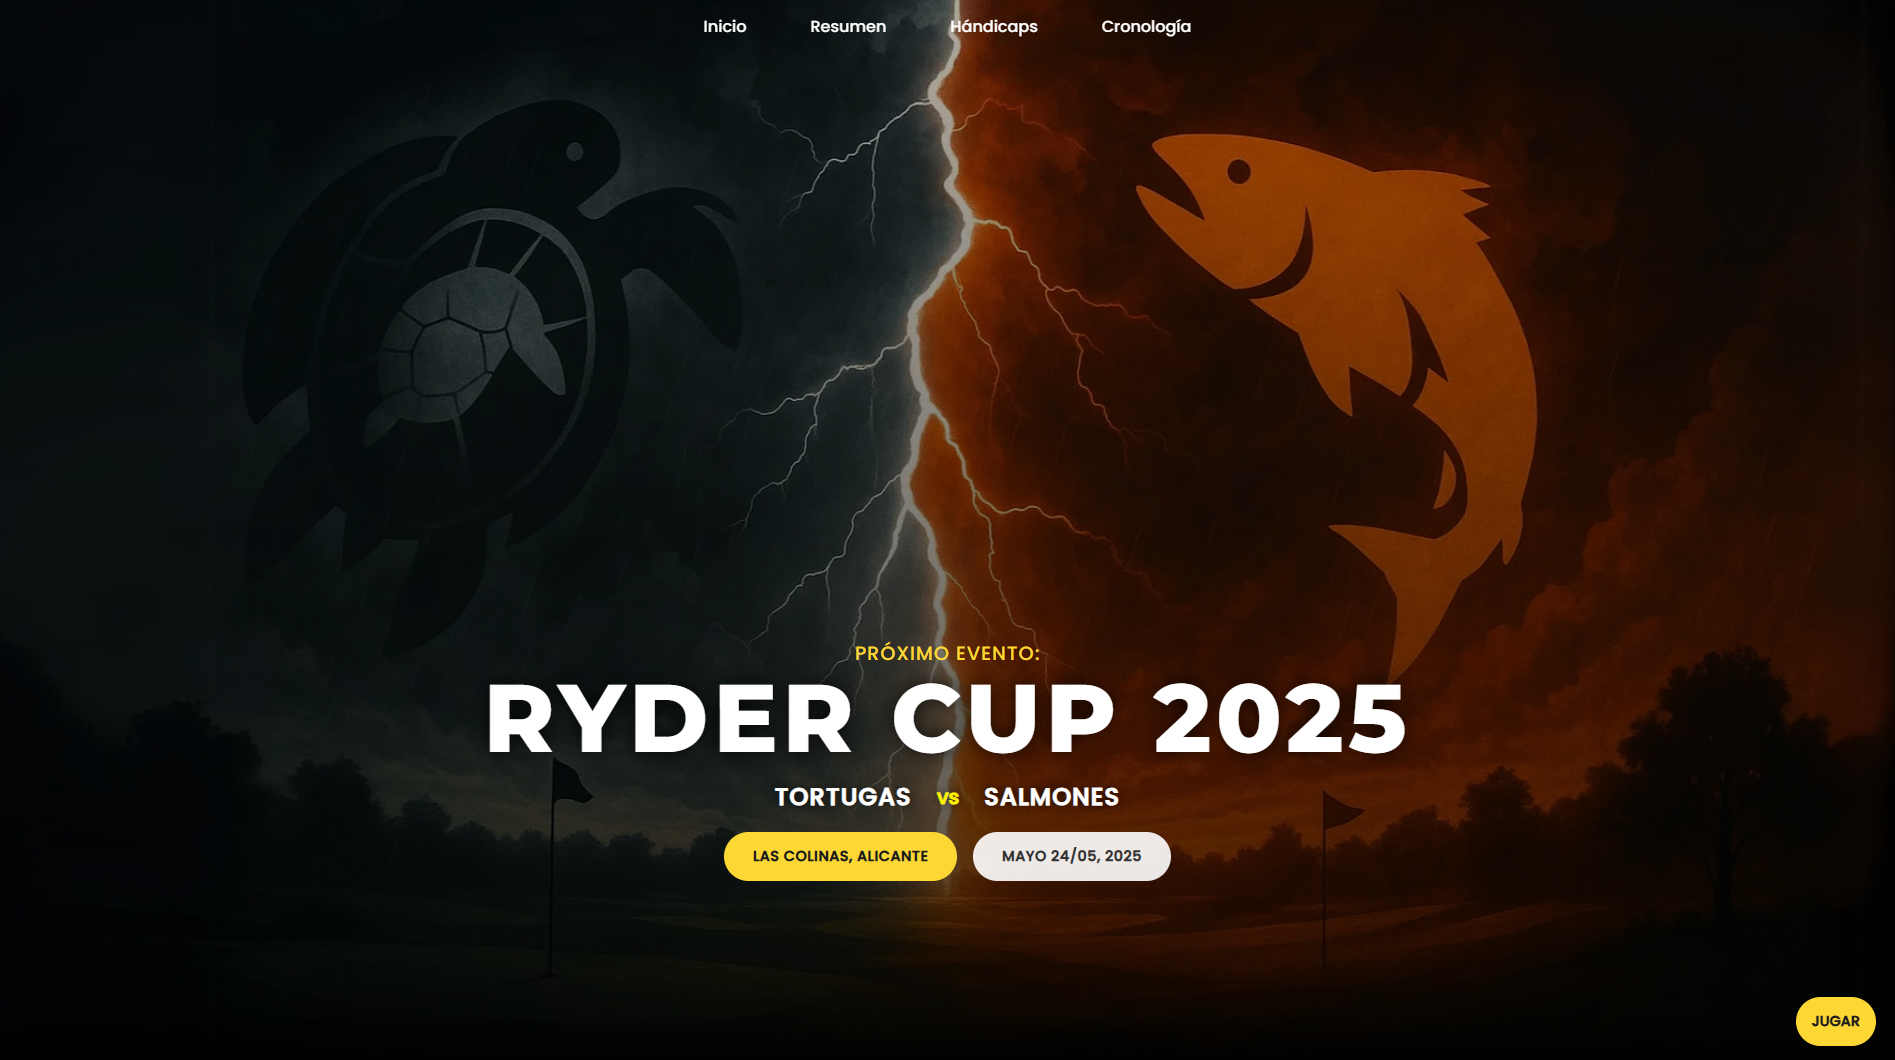 Inicio Resumen Hándicaps Cronología
PRÓXIMO EVENTO:
RYDER CUP 2025
TORTUGAS VS SALMONES
LAS COLINAS, ALICANTE MAYO 24/05, 2025
JUGAR